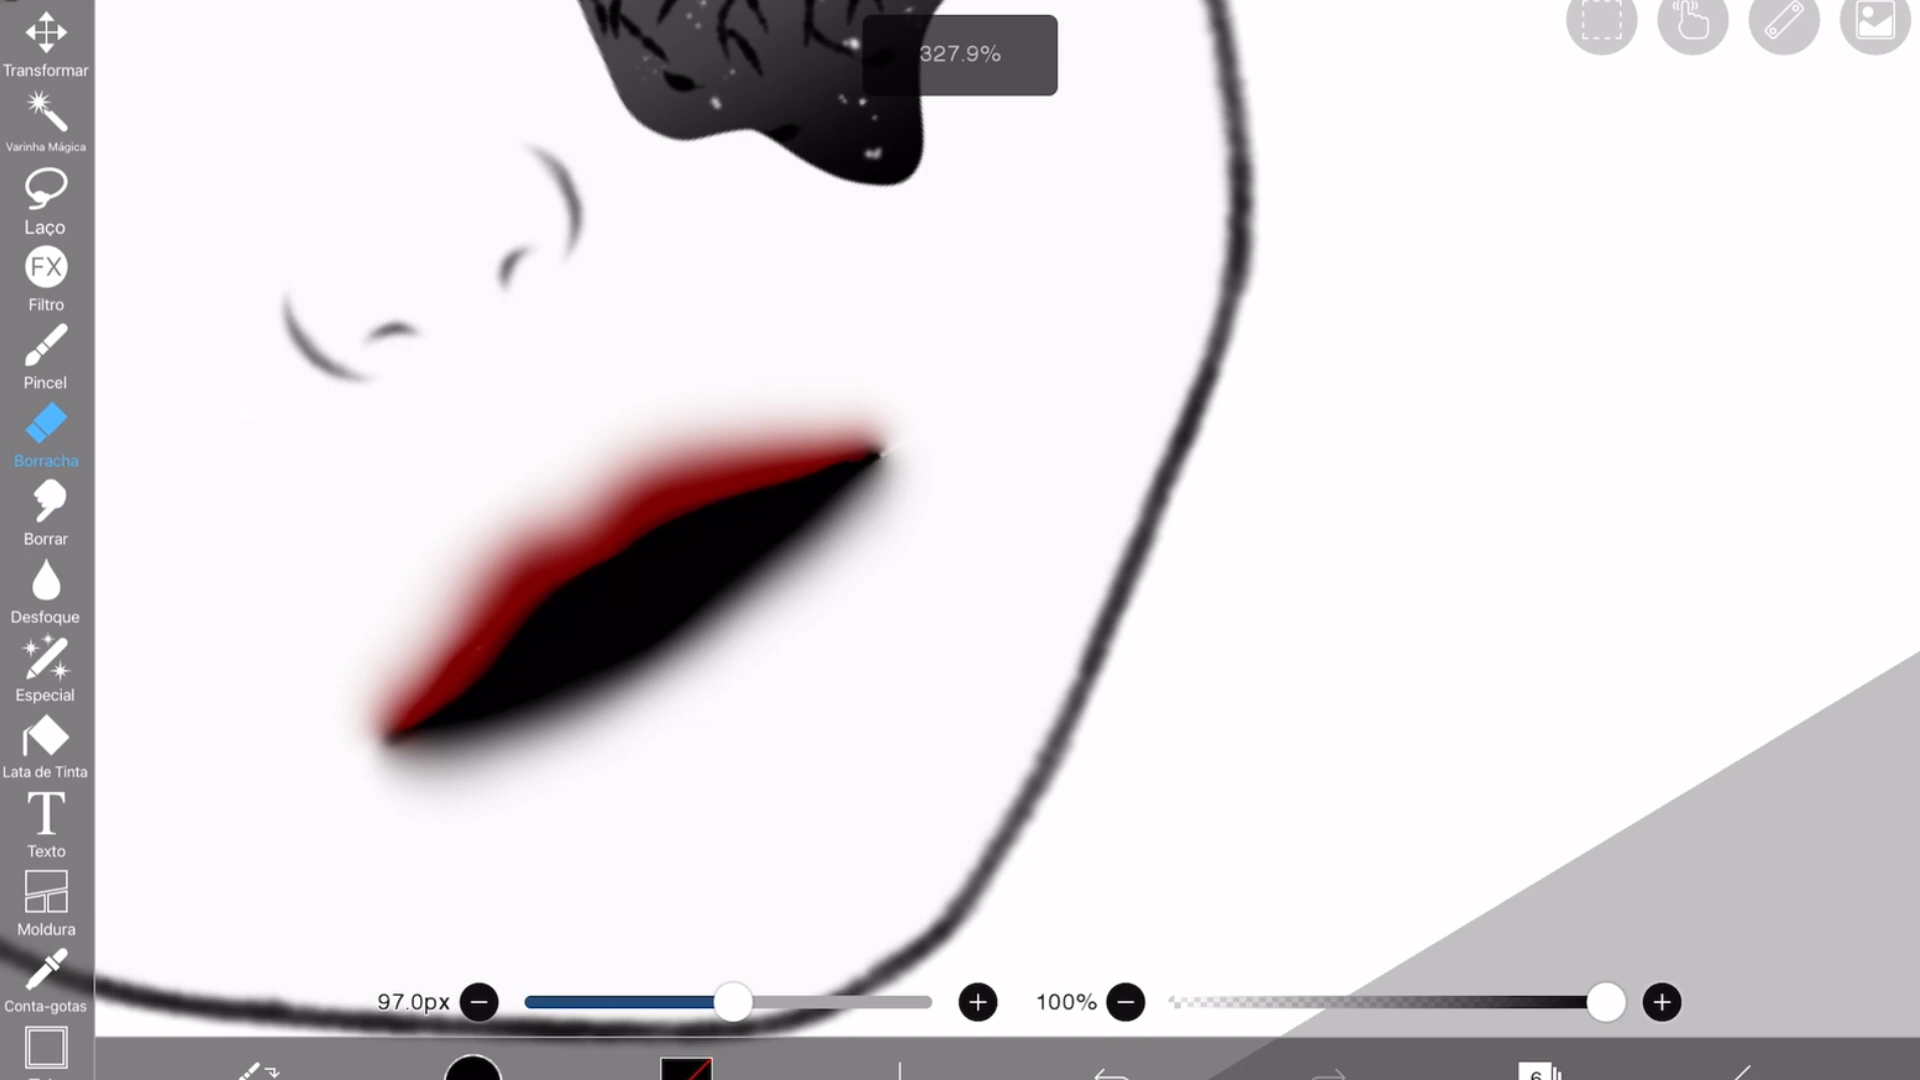 327.9%
Transformar
Varinha Mágica
Laço
FX
Filtro
Pincel
Borracha
Borrar
Desfoque
Especial
Lata de Tinta
T
Texto
Moldura
Conta-gotas
97.0px
100%
6